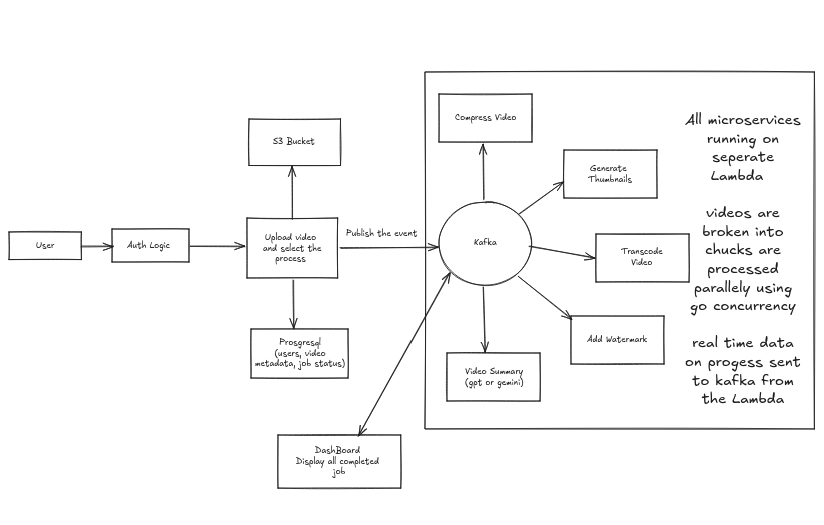 User
Auth Logic
S3 Bucket
Upload video
and select the
process
Publish the event
Prosgresql
(users, video
metadata, job status)
DashBoard
Display all completed
job
Kafka
Compress Video
Generate
Thumbnails
Transcode
Video
Add Watermark
Video Summary
(gpt or gemini)
All microservices
running on
seperate
Lambda
videos are
broken into
chucks are
processed
parallely using
go concurrency
real time data
on progess sent
to kafka from
the Lambda